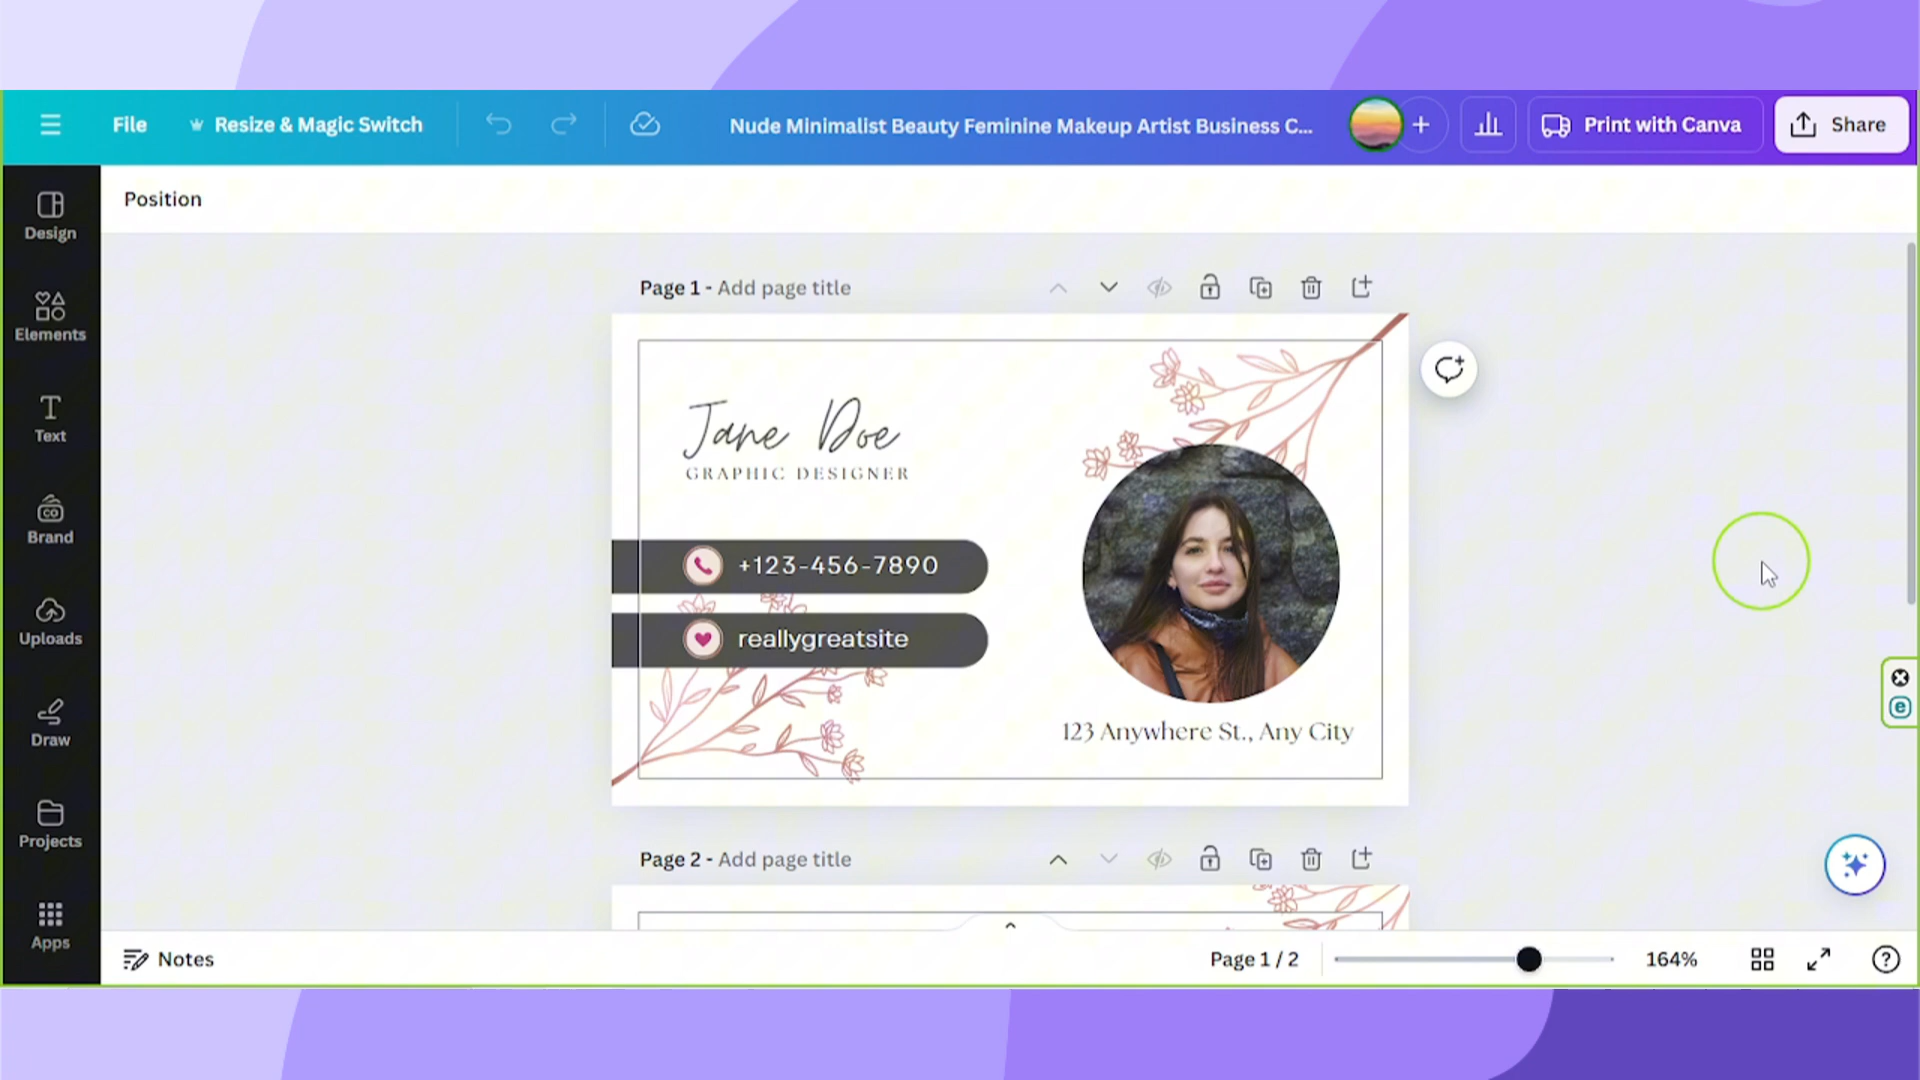 File
Resize & Magic Switch
Nude Minimalist Beauty Feminine Makeup Artist Business C...
Print with Canva
Share
Design
Elements
Text
Brand
Uploads
Draw
Projects
Apps
Position
Page 1 - Add page title
Jane Doe
GRAPHIC DESIGNER
+123-456-7890
reallygreatsite
123 Anywhere St., Any City
Page 2 - Add page title
Notes
Page 1 / 2
164%